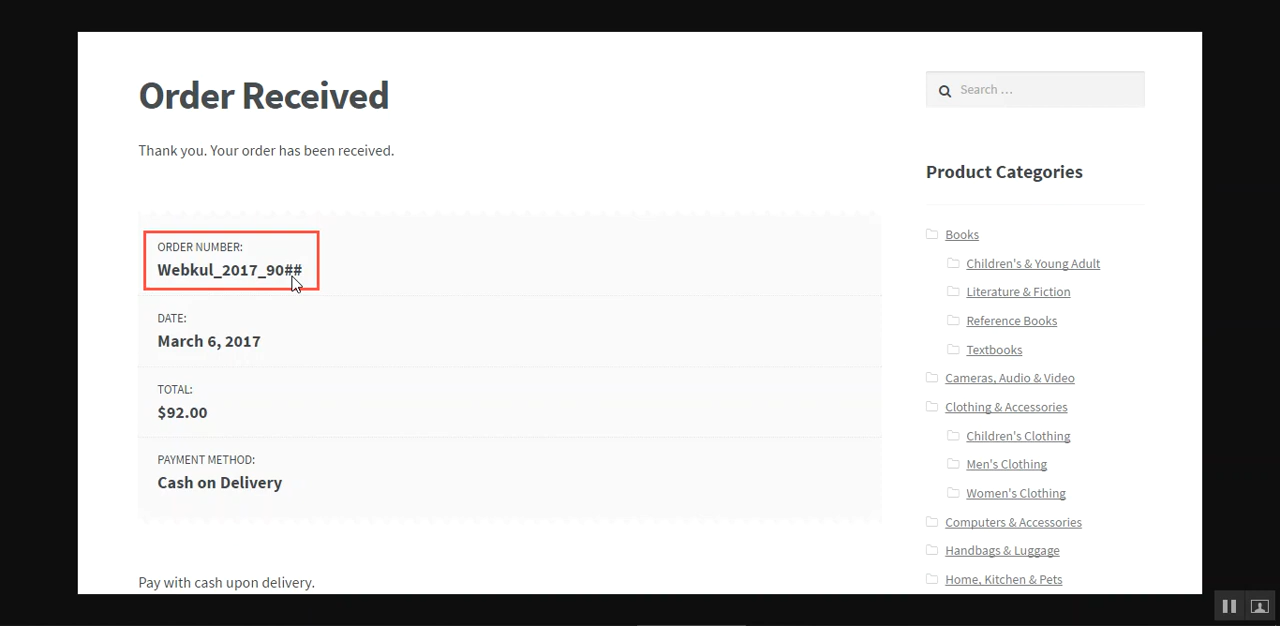 Order Received
Thank you. Your order has been received.
ORDER NUMBER:
Webkul_2017_90##
DATE:
March 6, 2017
TOTAL:
$92.00
PAYMENT METHOD:
Cash on Delivery
Pay with cash upon delivery.
Search …
Product Categories
Books
Children's & Young Adult
Literature & Fiction
Reference Books
Textbooks
Cameras, Audio & Video
Clothing & Accessories
Children's Clothing
Men's Clothing
Women's Clothing
Computers & Accessories
Handbags & Luggage
Home, Kitchen & Pets